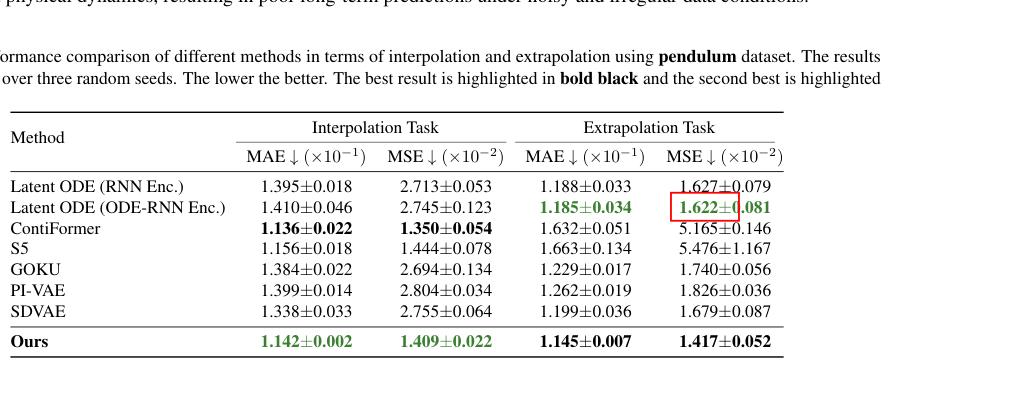 physical dynamics, resulting in poor long-term predictions under noisy and irregular data conditions.
ormance comparison of different methods in terms of interpolation and extrapolation using pendulum dataset. The results
over three random seeds. The lower the better. The best result is highlighted in bold black and the second best is highlighted
Method Interpolation Task Extrapolation Task
MAE ↓ (×10⁻¹) MSE ↓ (×10⁻²) MAE ↓ (×10⁻¹) MSE ↓ (×10⁻²)
Latent ODE (RNN Enc.) 1.395±0.018 2.713±0.053 1.188±0.033 1.627±0.079
Latent ODE (ODE-RNN Enc.) 1.410±0.046 2.745±0.123 1.185±0.034 1.622±0.081
ContiFormer 1.136±0.022 1.350±0.054 1.632±0.051 5.165±0.146
S5 1.156±0.018 1.444±0.078 1.663±0.134 5.476±1.167
GOKU 1.384±0.022 2.694±0.134 1.229±0.017 1.740±0.056
PI-VAE 1.399±0.014 2.804±0.034 1.262±0.019 1.826±0.036
SDVAE 1.338±0.033 2.755±0.064 1.199±0.036 1.679±0.087
Ours 1.142±0.002 1.409±0.022 1.145±0.007 1.417±0.052